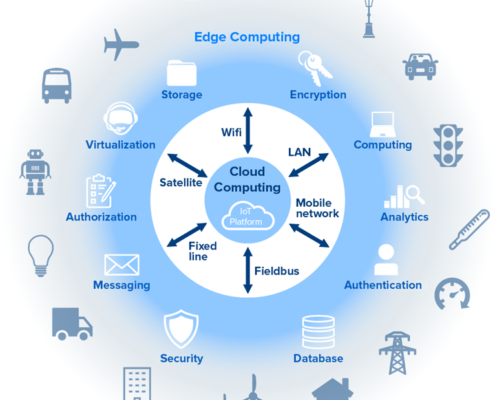 Edge Computing
Storage
Encryption
Virtualization
Wifi
LAN
Computing
Satellite
Cloud
Computing
IoT
Platform
Mobile
network
Authorization
Analytics
Fixed
line
Fieldbus
Messaging
Authentication
Security
Database